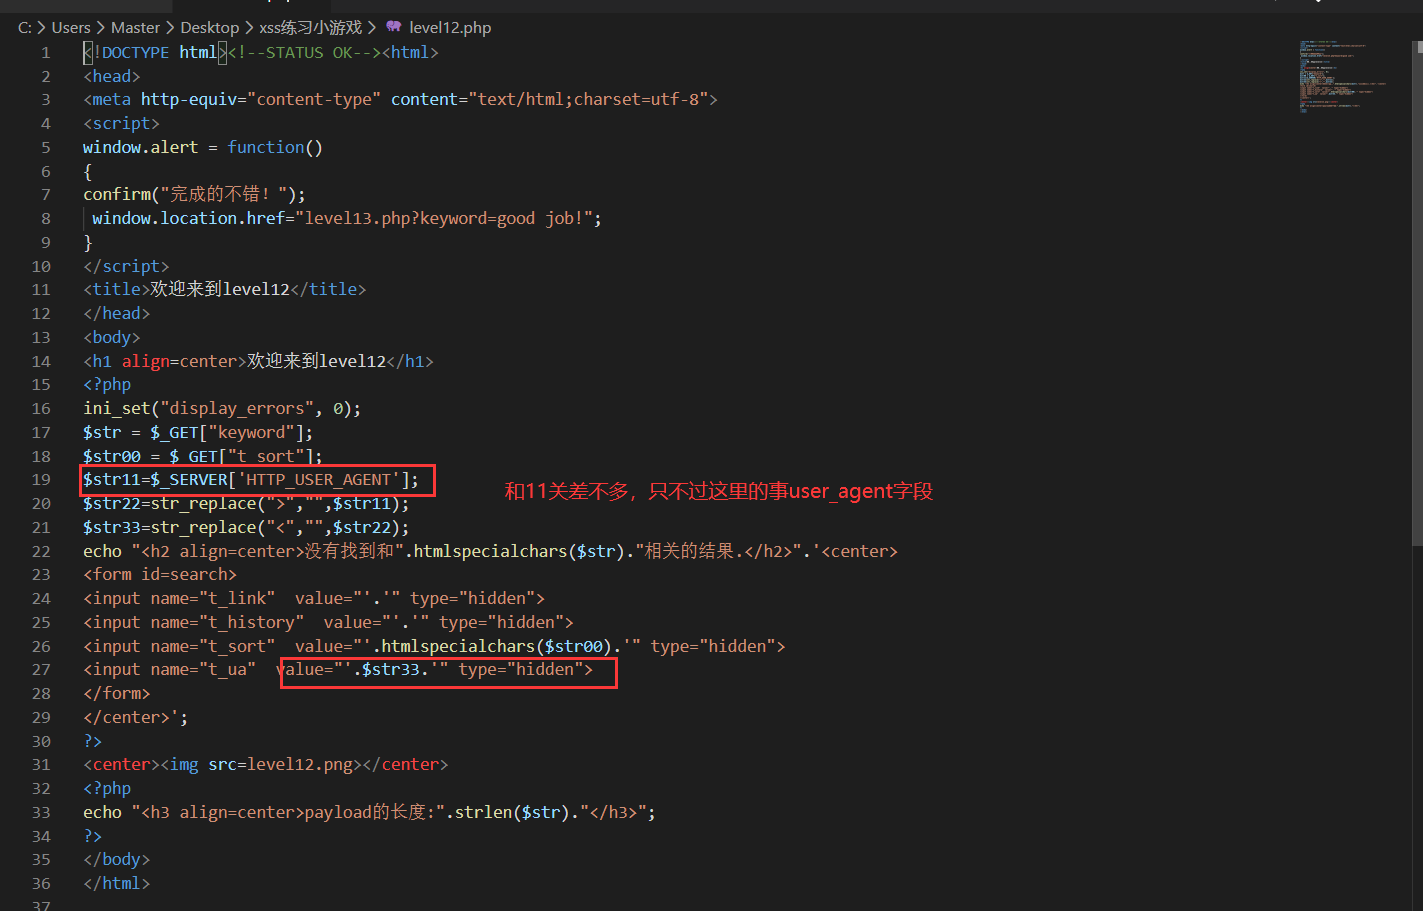 C: > Users > Master > Desktop > xss练习小游戏 > level12.php
1 <!DOCTYPE html><!--STATUS OK--><html>
2 <head>
3 <meta http-equiv="content-type" content="text/html;charset=utf-8">
4 <script>
5 window.alert = function()
6 {
7 confirm("完成的不错！");
8  window.location.href="level13.php?keyword=good job!";
9 }
10 </script>
11 <title>欢迎来到level12</title>
12 </head>
13 <body>
14 <h1 align=center>欢迎来到level12</h1>
15 <?php
16 ini_set("display_errors", 0);
17 $str = $_GET["keyword"];
18 $str00 = $_GET["t_sort"];
19 $str11=$_SERVER['HTTP_USER_AGENT'];
和11关差不多，只不过这里的事user_agent字段
20 $str22=str_replace(">","",$str11);
21 $str33=str_replace("<","",$str22);
22 echo "<h2 align=center>没有找到和".htmlspecialchars($str)."相关的结果.</h2>".'<center>
23 <form id=search>
24 <input name="t_link"  value="'.'" type="hidden">
25 <input name="t_history"  value="'.'" type="hidden">
26 <input name="t_sort"  value="'.htmlspecialchars($str00).'" type="hidden">
27 <input name="t_ua"  value="'.$str33.'" type="hidden">
28 </form>
29 </center>';
30 ?>
31 <center><img src=level12.png></center>
32 <?php
33 echo "<h3 align=center>payload的长度:".strlen($str)."</h3>";
34 ?>
35 </body>
36 </html>
37